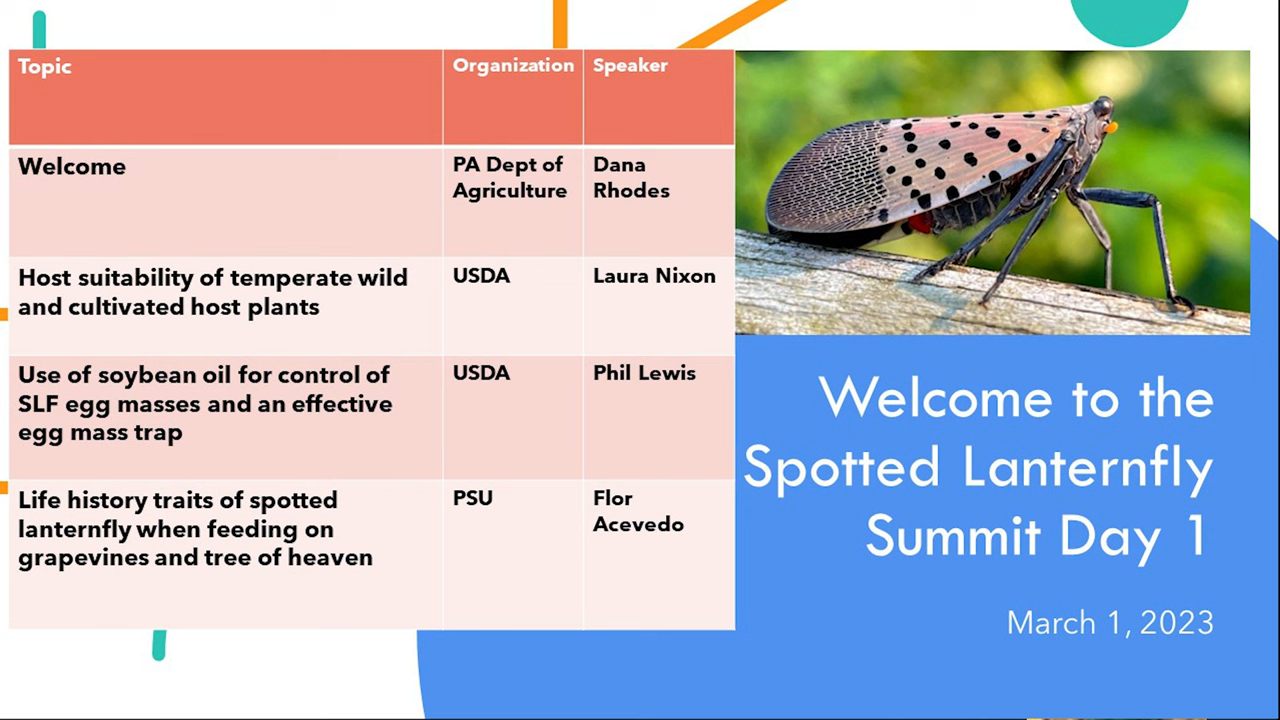 Topic
Organization
Speaker
Welcome
PA Dept of
Agriculture
Dana
Rhodes
Host suitability of temperate wild
and cultivated host plants
USDA
Laura Nixon
Use of soybean oil for control of
SLF egg masses and an effective
egg mass trap
USDA
Phil Lewis
Life history traits of spotted
lanternfly when feeding on
grapevines and tree of heaven
PSU
Flor
Acevedo
Welcome to the
Spotted Lanternfly
Summit Day 1
March 1, 2023